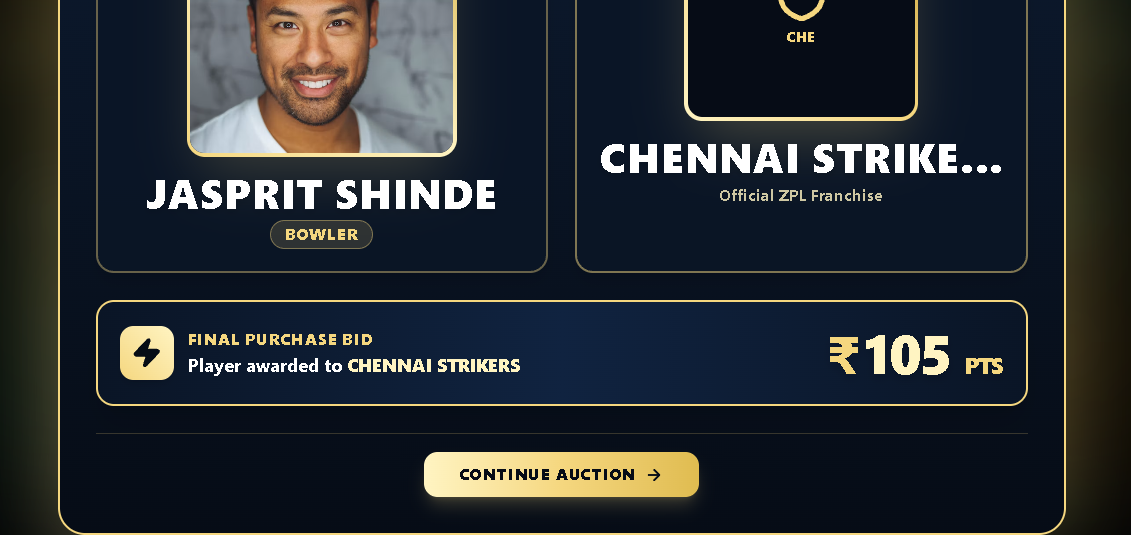 CHE
JASPRIT SHINDE
BOWLER
CHENNAI STRIKE...
Official ZPL Franchise
FINAL PURCHASE BID
Player awarded to CHENNAI STRIKERS
₹105 PTS
CONTINUE AUCTION →